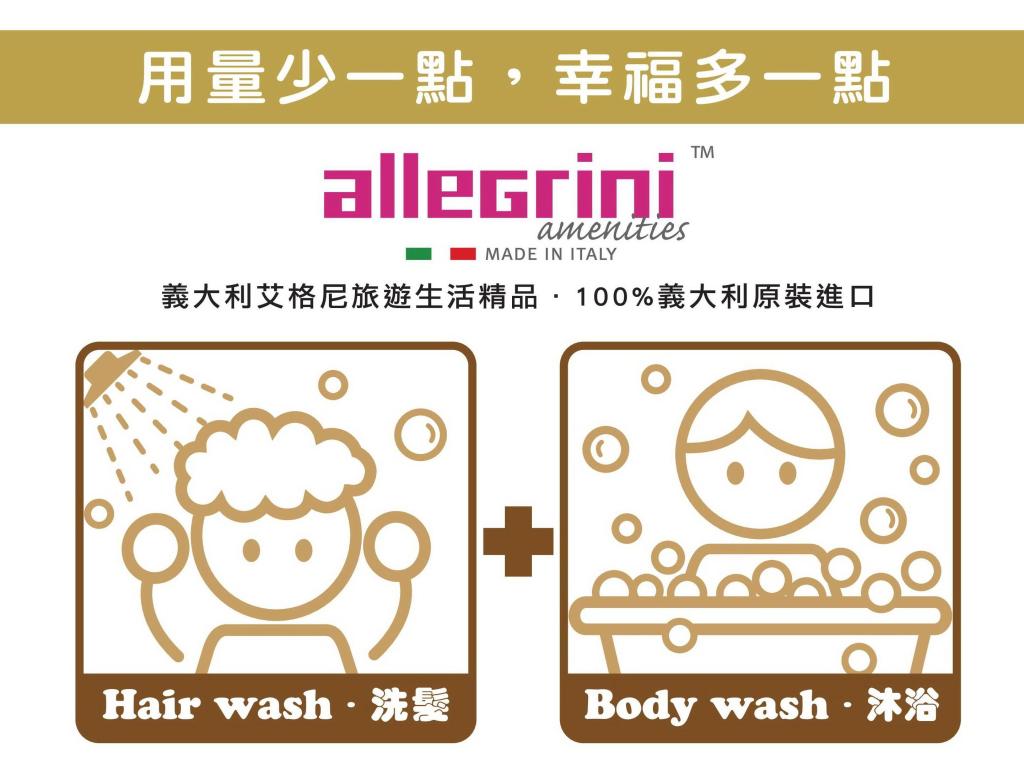 用量少一點，幸福多一點
allegrini™
amenities
MADE IN ITALY
義大利艾格尼旅遊生活精品 · 100%義大利原裝進口
Hair wash · 洗髮
Body wash · 沐浴